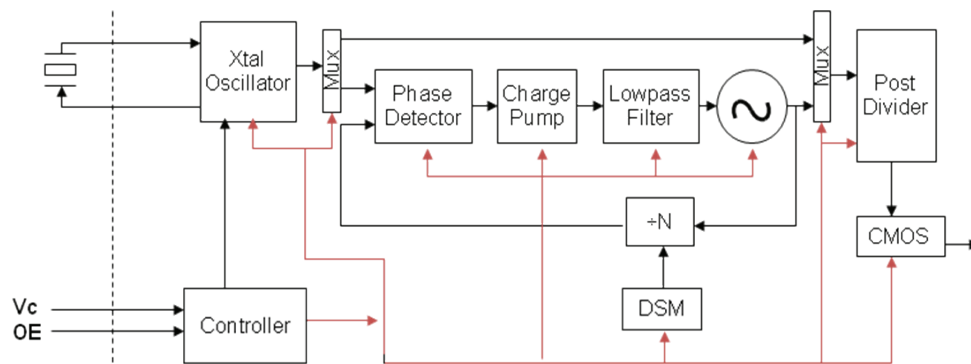 Xtal
Oscillator
Mux
Phase
Detector
Charge
Pump
Lowpass
Filter
Mux
Post
Divider
÷N
CMOS
DSM
Vc
OE
Controller